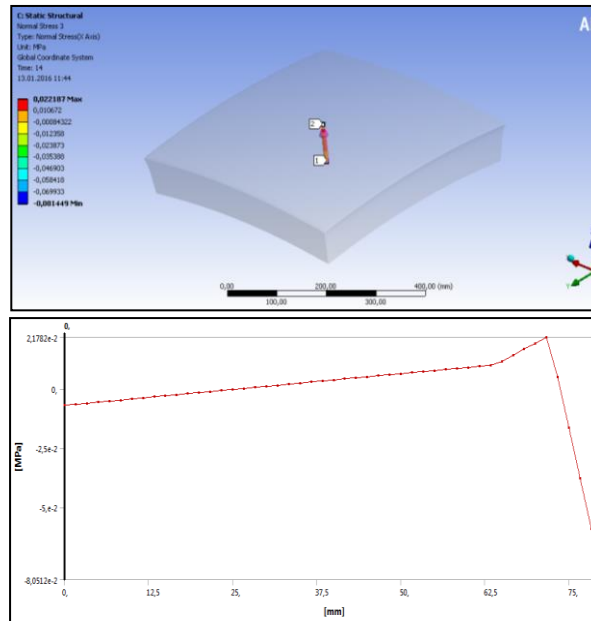 C: Static Structural
Normal Stress 3
Type: Normal Stress(X Axis)
Unit: MPa
Global Coordinate System
Time: 14
13.01.2016 11:44
0,022187 Max
0,010672
-0,00084322
-0,012358
-0,023873
-0,035388
-0,046903
-0,058418
-0,069933
-0,081449 Min
A
2
1
0,00 200,00 400,00 (mm)
100,00 300,00
0,
2,1782e-2
0,
-2,5e-2
-5,e-2
-8,0512e-2
[MPa]
0, 12,5 25, 37,5 50, 62,5 75,
[mm]